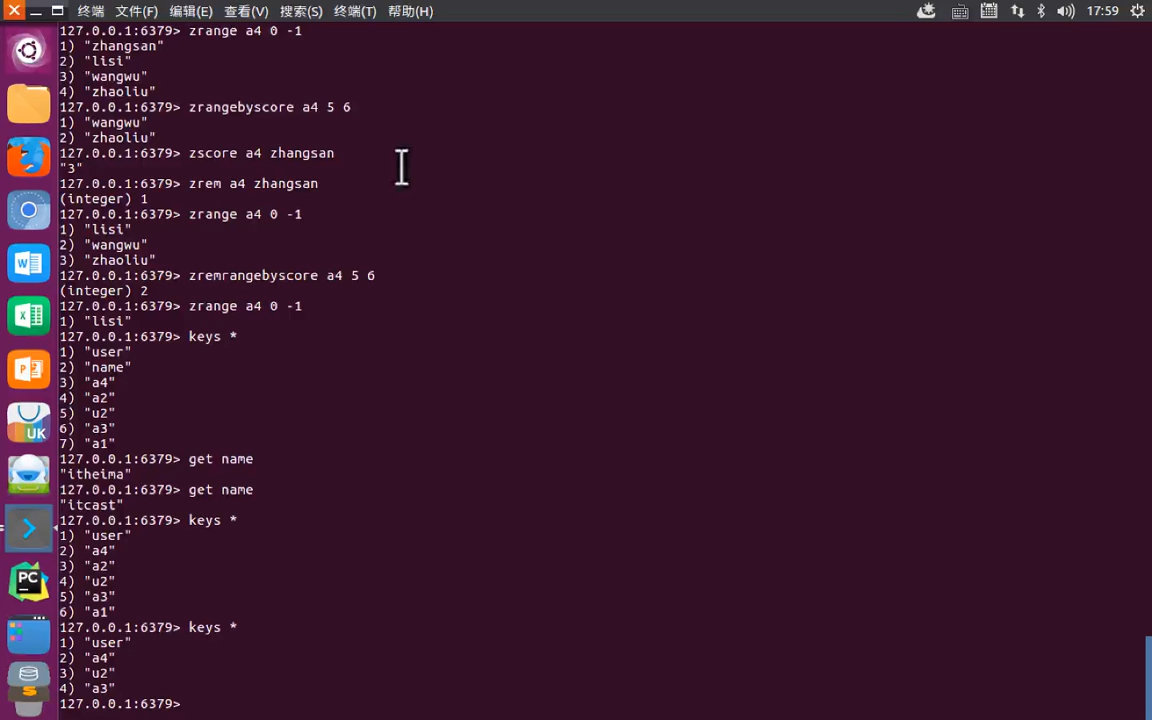 终端 终端 文件(F) 编辑(E) 查看(V) 搜索(S) 终端(T) 帮助(H) 17:59
127.0.0.1:6379> zrange a4 0 -1
1) "zhangsan"
2) "lisi"
3) "wangwu"
4) "zhaoliu"
127.0.0.1:6379> zrangebyscore a4 5 6
1) "wangwu"
2) "zhaoliu"
127.0.0.1:6379> zscore a4 zhangsan
"3"
127.0.0.1:6379> zrem a4 zhangsan
(integer) 1
127.0.0.1:6379> zrange a4 0 -1
1) "lisi"
2) "wangwu"
3) "zhaoliu"
127.0.0.1:6379> zremrangebyscore a4 5 6
(integer) 2
127.0.0.1:6379> zrange a4 0 -1
1) "lisi"
127.0.0.1:6379> keys *
1) "user"
2) "name"
3) "a4"
4) "a2"
5) "u2"
6) "a3"
7) "a1"
127.0.0.1:6379> get name
"itheima"
127.0.0.1:6379> get name
"itcast"
127.0.0.1:6379> keys *
1) "user"
2) "a4"
3) "a2"
4) "u2"
5) "a3"
6) "a1"
127.0.0.1:6379> keys *
1) "user"
2) "a4"
3) "u2"
4) "a3"
127.0.0.1:6379>
W
X
P
UK
PC
S